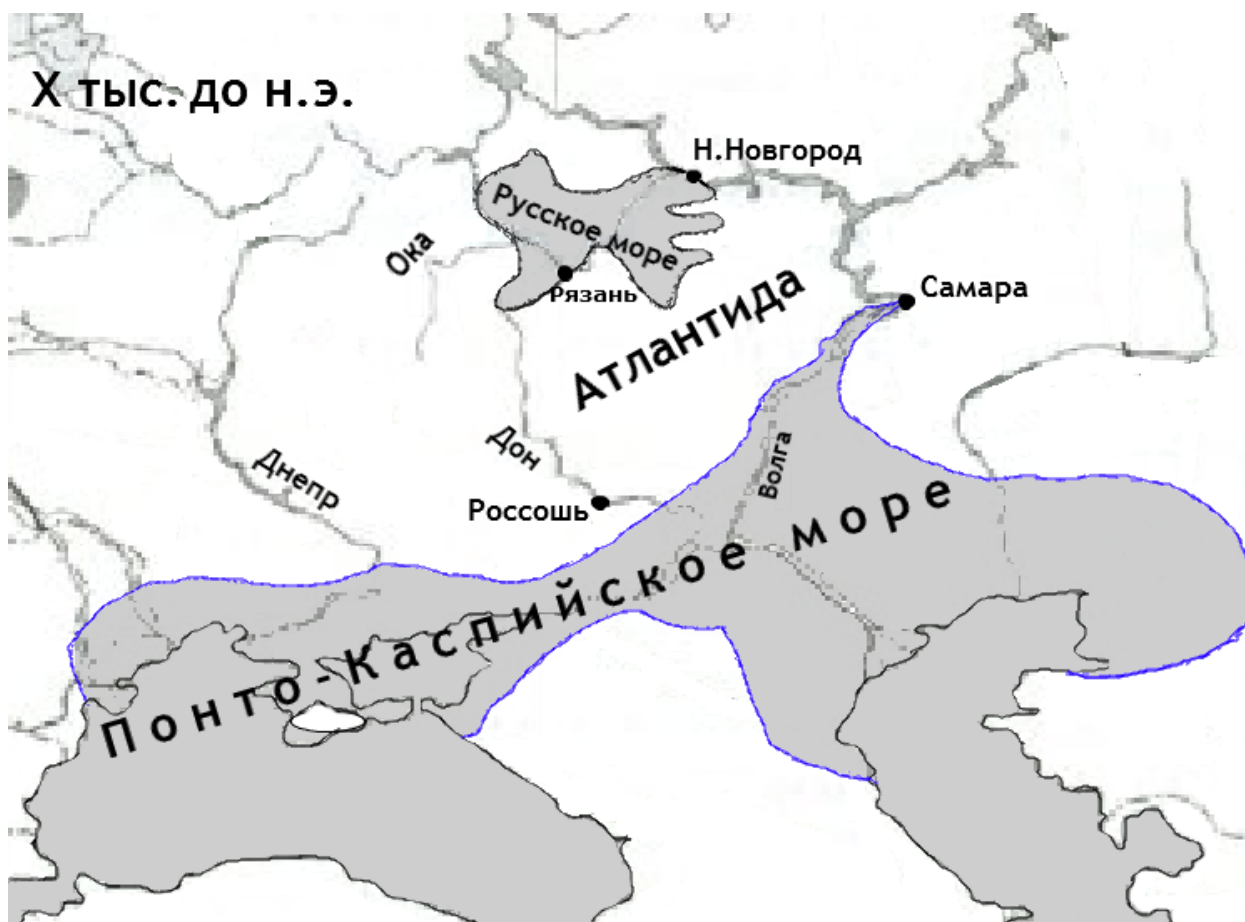 X тыс. до н.э.
Н.Новгород
Русское море
Ока
Рязань
Самара
Атлантида
Дон
Волга
Днепр
Россошь
Понто-Каспийское море